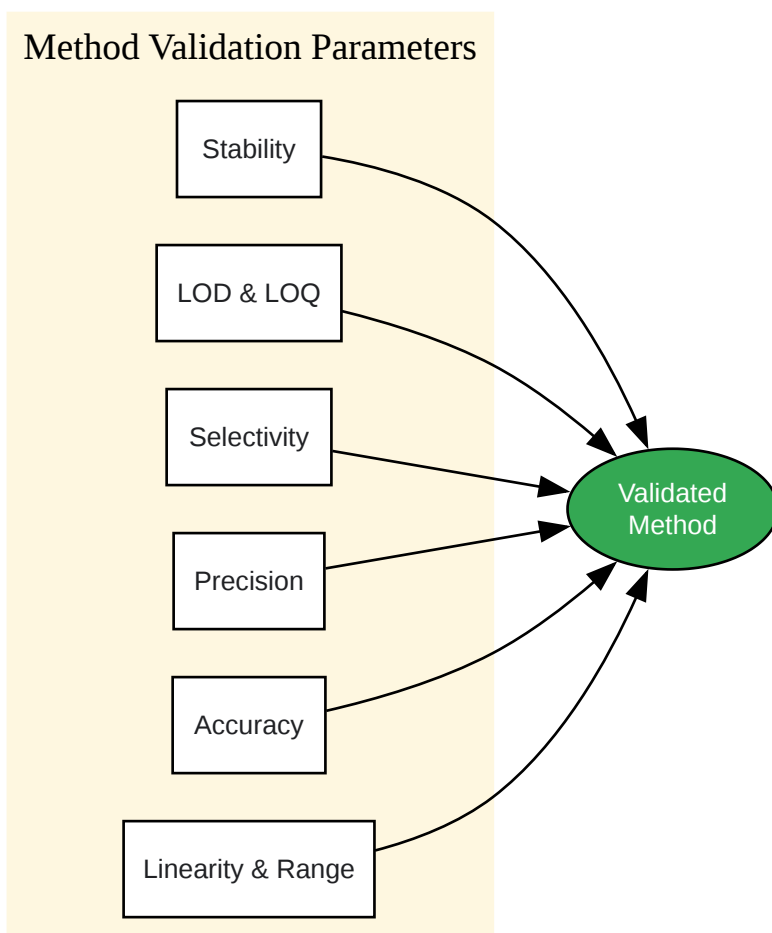 Method Validation Parameters
Stability
LOD & LOQ
Selectivity
Precision
Accuracy
Linearity & Range
Validated
Method